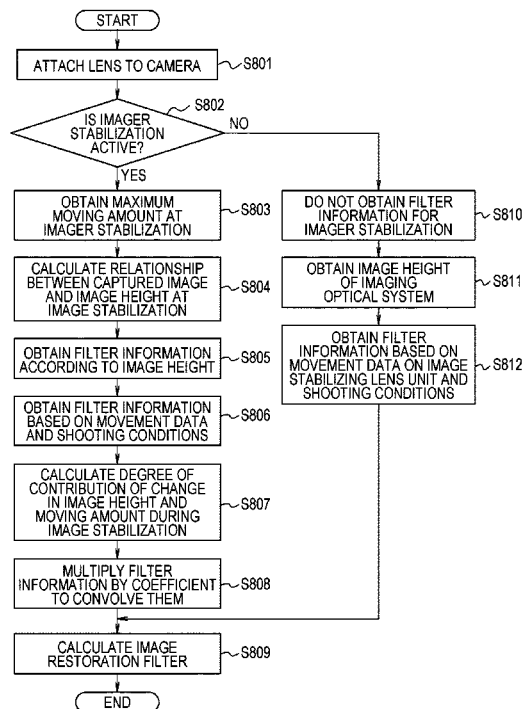 START
ATTACH LENS TO CAMERA
S801
S802
IS IMAGER
STABILIZATION
ACTIVE?
NO
YES
OBTAIN MAXIMUM
MOVING AMOUNT AT
IMAGER STABILIZATION
S803
CALCULATE RELATIONSHIP
BETWEEN CAPTURED IMAGE
AND IMAGE HEIGHT AT
IMAGE STABILIZATION
S804
OBTAIN FILTER INFORMATION
ACCORDING TO IMAGE HEIGHT
S805
OBTAIN FILTER INFORMATION
BASED ON MOVEMENT DATA
AND SHOOTING CONDITIONS
S806
CALCULATE DEGREE OF
CONTRIBUTION OF CHANGE
IN IMAGE HEIGHT AND
MOVING AMOUNT DURING
IMAGE STABILIZATION
S807
MULTIPLY FILTER
INFORMATION BY COEFFICIENT
TO CONVOLVE THEM
S808
CALCULATE IMAGE
RESTORATION FILTER
S809
END
DO NOT OBTAIN FILTER
INFORMATION FOR
IMAGER STABILIZATION
S810
OBTAIN IMAGE HEIGHT
OF IMAGING
OPTICAL SYSTEM
S811
OBTAIN FILTER
INFORMATION BASED ON
MOVEMENT DATA ON IMAGE
STABILIZING LENS UNIT AND
SHOOTING CONDITIONS
S812